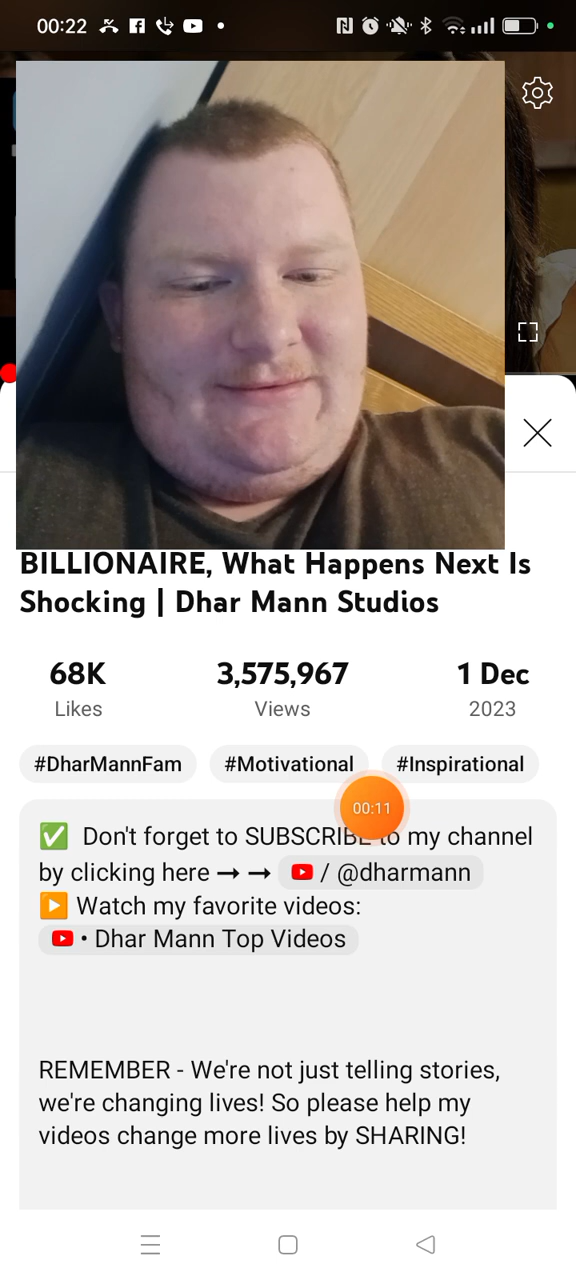 00:22
BILLIONAIRE, What Happens Next Is
Shocking | Dhar Mann Studios
68K
3,575,967
1 Dec
Likes
Views
2023
#DharMannFam
#Motivational
#Inspirational
00:11
✅ Don't forget to SUBSCRIBE to my channel
by clicking here ➞ ➞ / @dharmann
▶️ Watch my favorite videos:
• Dhar Mann Top Videos
REMEMBER - We're not just telling stories,
we're changing lives! So please help my
videos change more lives by SHARING!